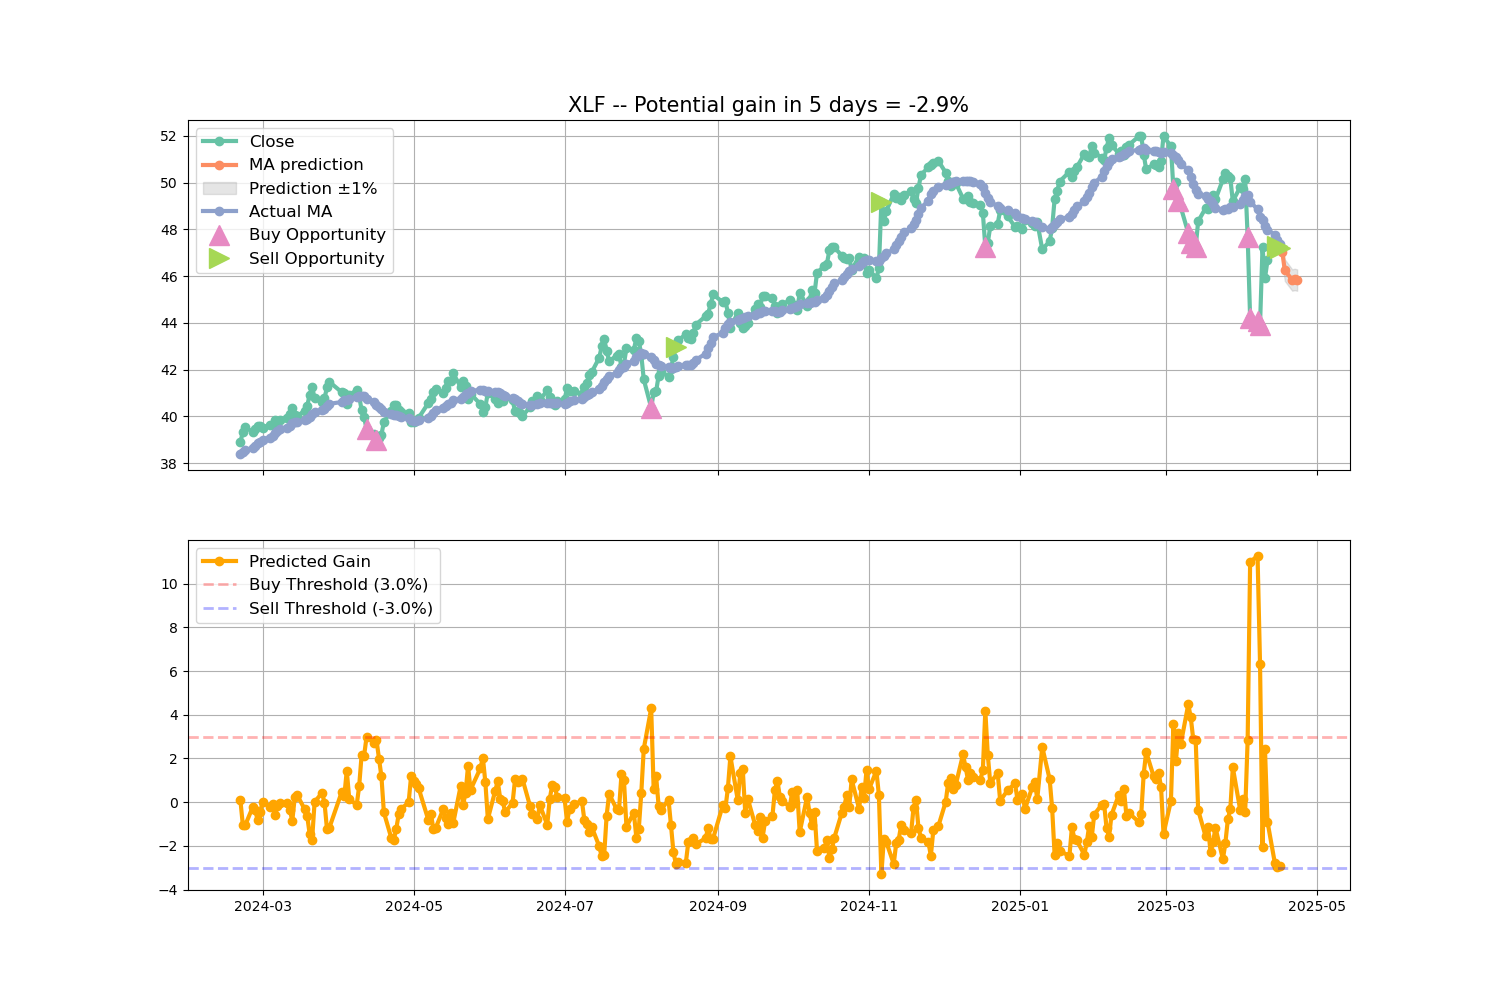 XLF -- Potential gain in 5 days = -2.9%
52
50
48
46
44
42
40
38
Close
MA prediction
Prediction ±1%
Actual MA
Buy Opportunity
Sell Opportunity
10
8
6
4
2
0
−2
−4
Predicted Gain
Buy Threshold (3.0%)
Sell Threshold (-3.0%)
2024-03
2024-05
2024-07
2024-09
2024-11
2025-01
2025-03
2025-05